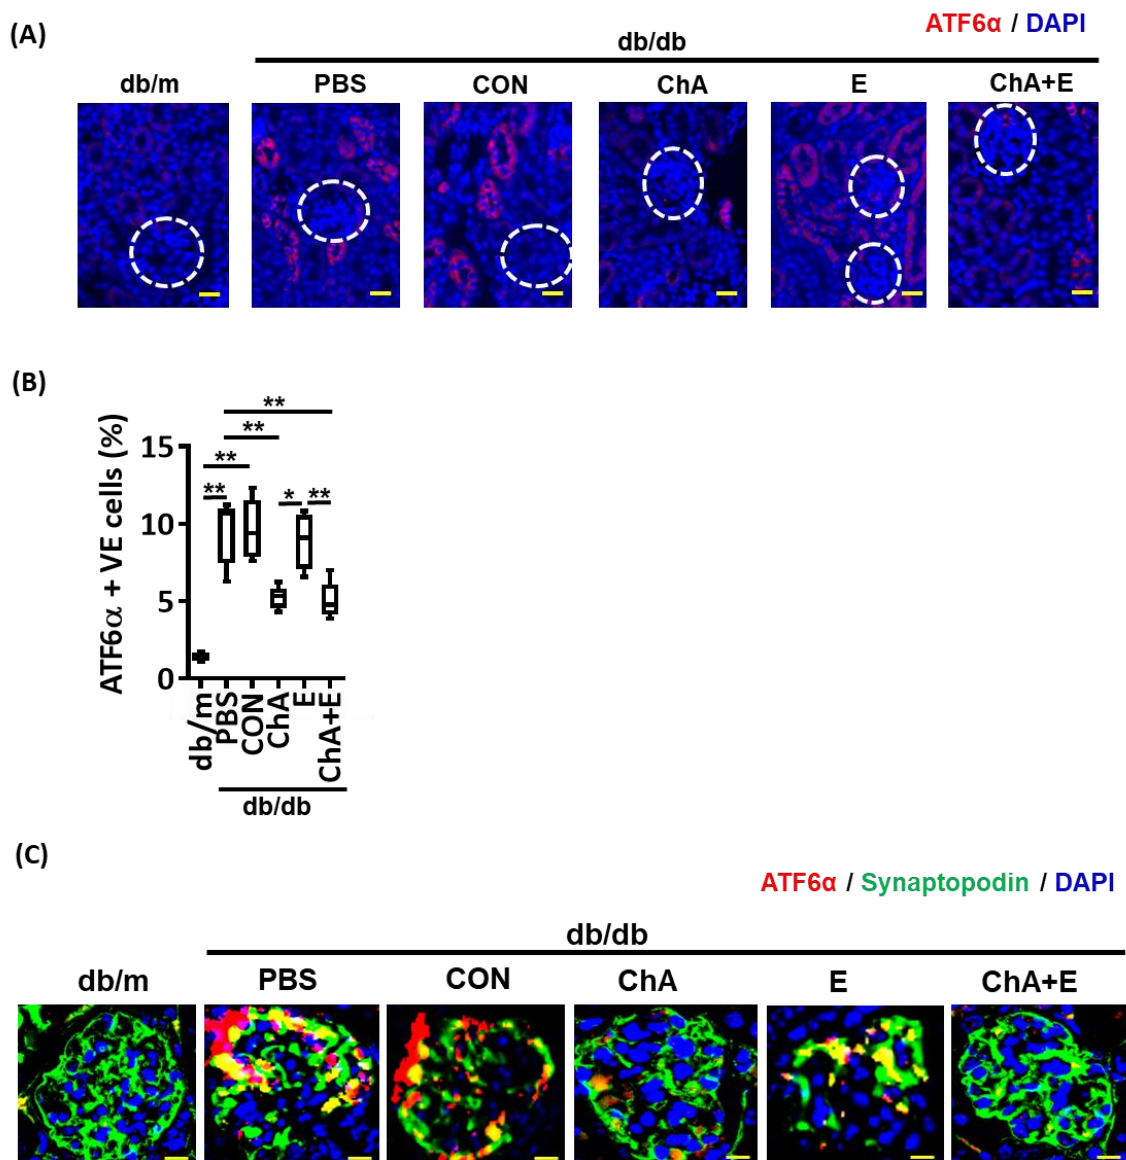 (A)
ATF6α / DAPI
db/db
db/m PBS CON ChA E ChA+E
(B)
ATF6α + VE cells (%)
15
10
5
0
**
**
**
** * **
db/m PBS CON ChA E ChA+E
db/db
(C)
ATF6α / Synaptopodin / DAPI
db/db
db/m PBS CON ChA E ChA+E